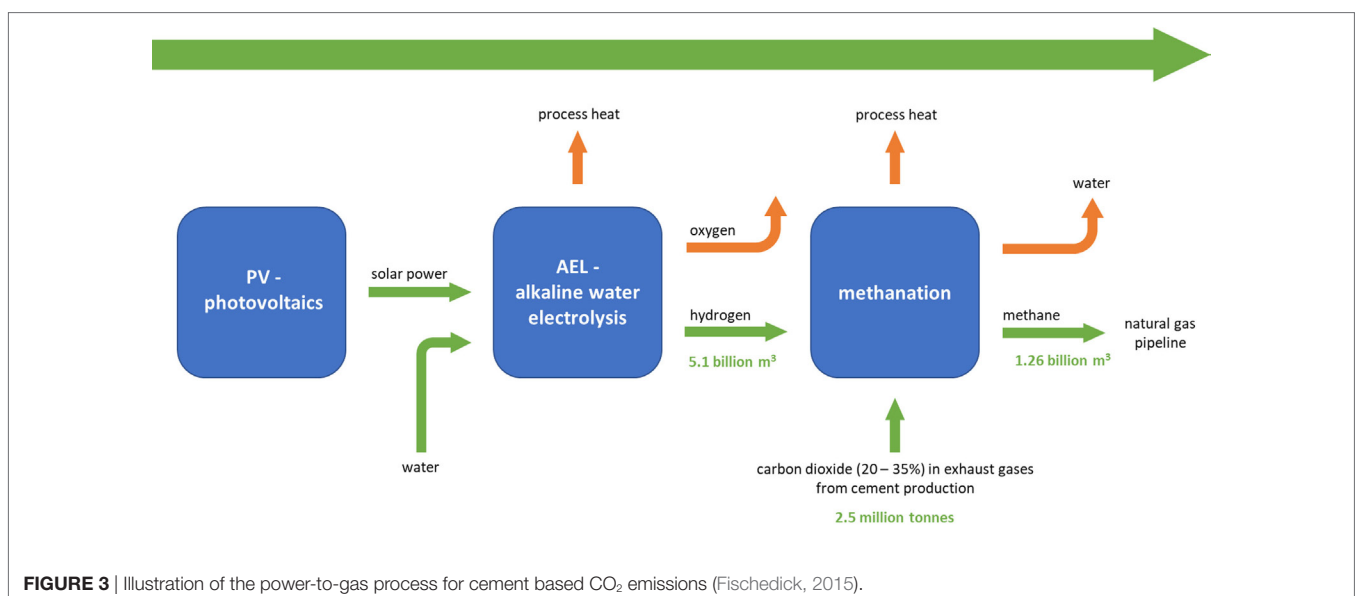 process heat
process heat
water
oxygen
PV -
photovoltaics
solar power
AEL -
alkaline water
electrolysis
methanation
hydrogen
5.1 billion m³
methane
1.26 billion m³
natural gas
pipeline
water
carbon dioxide (20 – 35%) in exhaust gases
from cement production
2.5 million tonnes
FIGURE 3 | Illustration of the power-to-gas process for cement based CO₂ emissions (Fischedick, 2015).